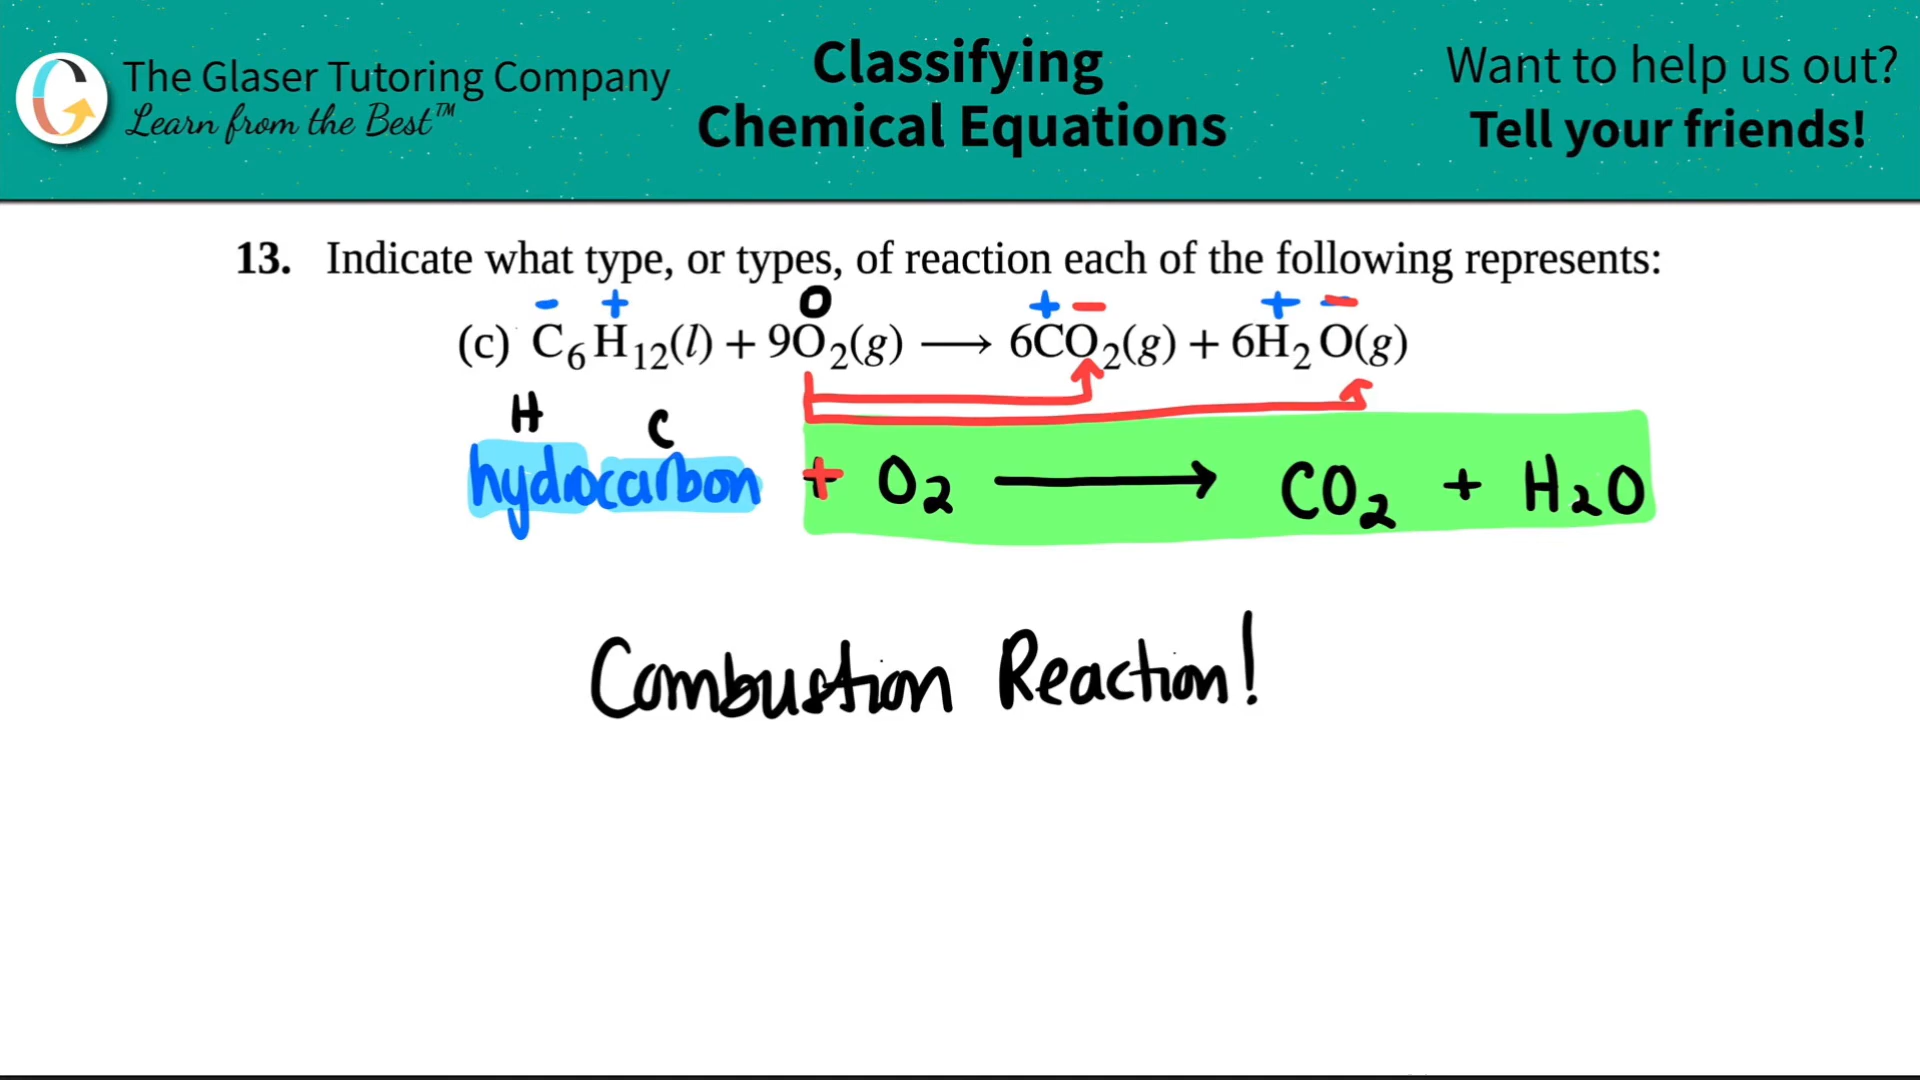 The Glaser Tutoring Company
Learn from the Best™
Classifying
Chemical Equations
Want to help us out?
Tell your friends!
13. Indicate what type, or types, of reaction each of the following represents:
- + O + - + -
(c) C₆H₁₂(l) + 9O₂(g) ⟶ 6CO₂(g) + 6H₂O(g)
H C
hydrocarbon + O₂ ⟶ CO₂ + H₂O
Combustion Reaction!